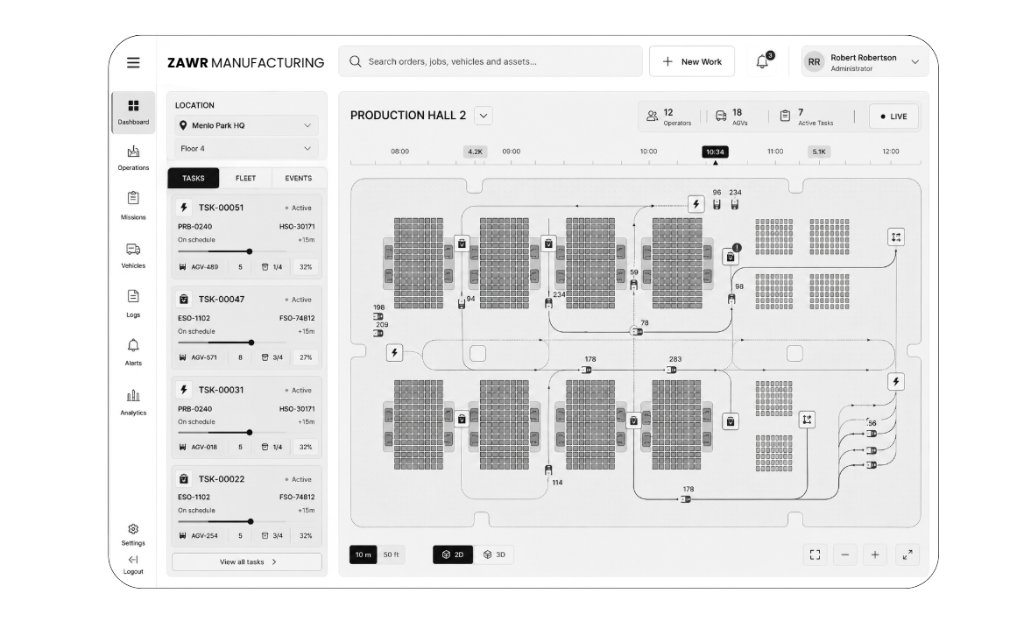 ZAWR MANUFACTURING
Search orders, jobs, vehicles and assets...
+ New Work
3
RR
Robert Robertson
Administrator
Dashboard
Operations
Missions
Vehicles
Logs
Alerts
Analytics
Settings
Logout
LOCATION
Menlo Park HQ
Floor 4
TASKS FLEET EVENTS
TSK-00051 Active
PRB-0240 HSO-30171
On schedule +15m
AGV-489 5 1/4 32%
TSK-00047 Active
ESO-1102 FSO-74812
On schedule +15m
AGV-571 8 3/4 27%
TSK-00031 Active
PRB-0240 HSO-30171
On schedule +15m
AGV-018 5 1/4 32%
TSK-00022 Active
ESO-1102 FSO-74812
On schedule +15m
AGV-254 5 3/4 32%
View all tasks
PRODUCTION HALL 2
12 Operators
18 AGVs
7 Active Tasks
LIVE
08:00 4.2K 09:00 10:00 10:34 11:00 5.1K 12:00
96 234
59
98
94
234
198
209
78
178
283
56
114
178
10 m 50 ft
2D 3D